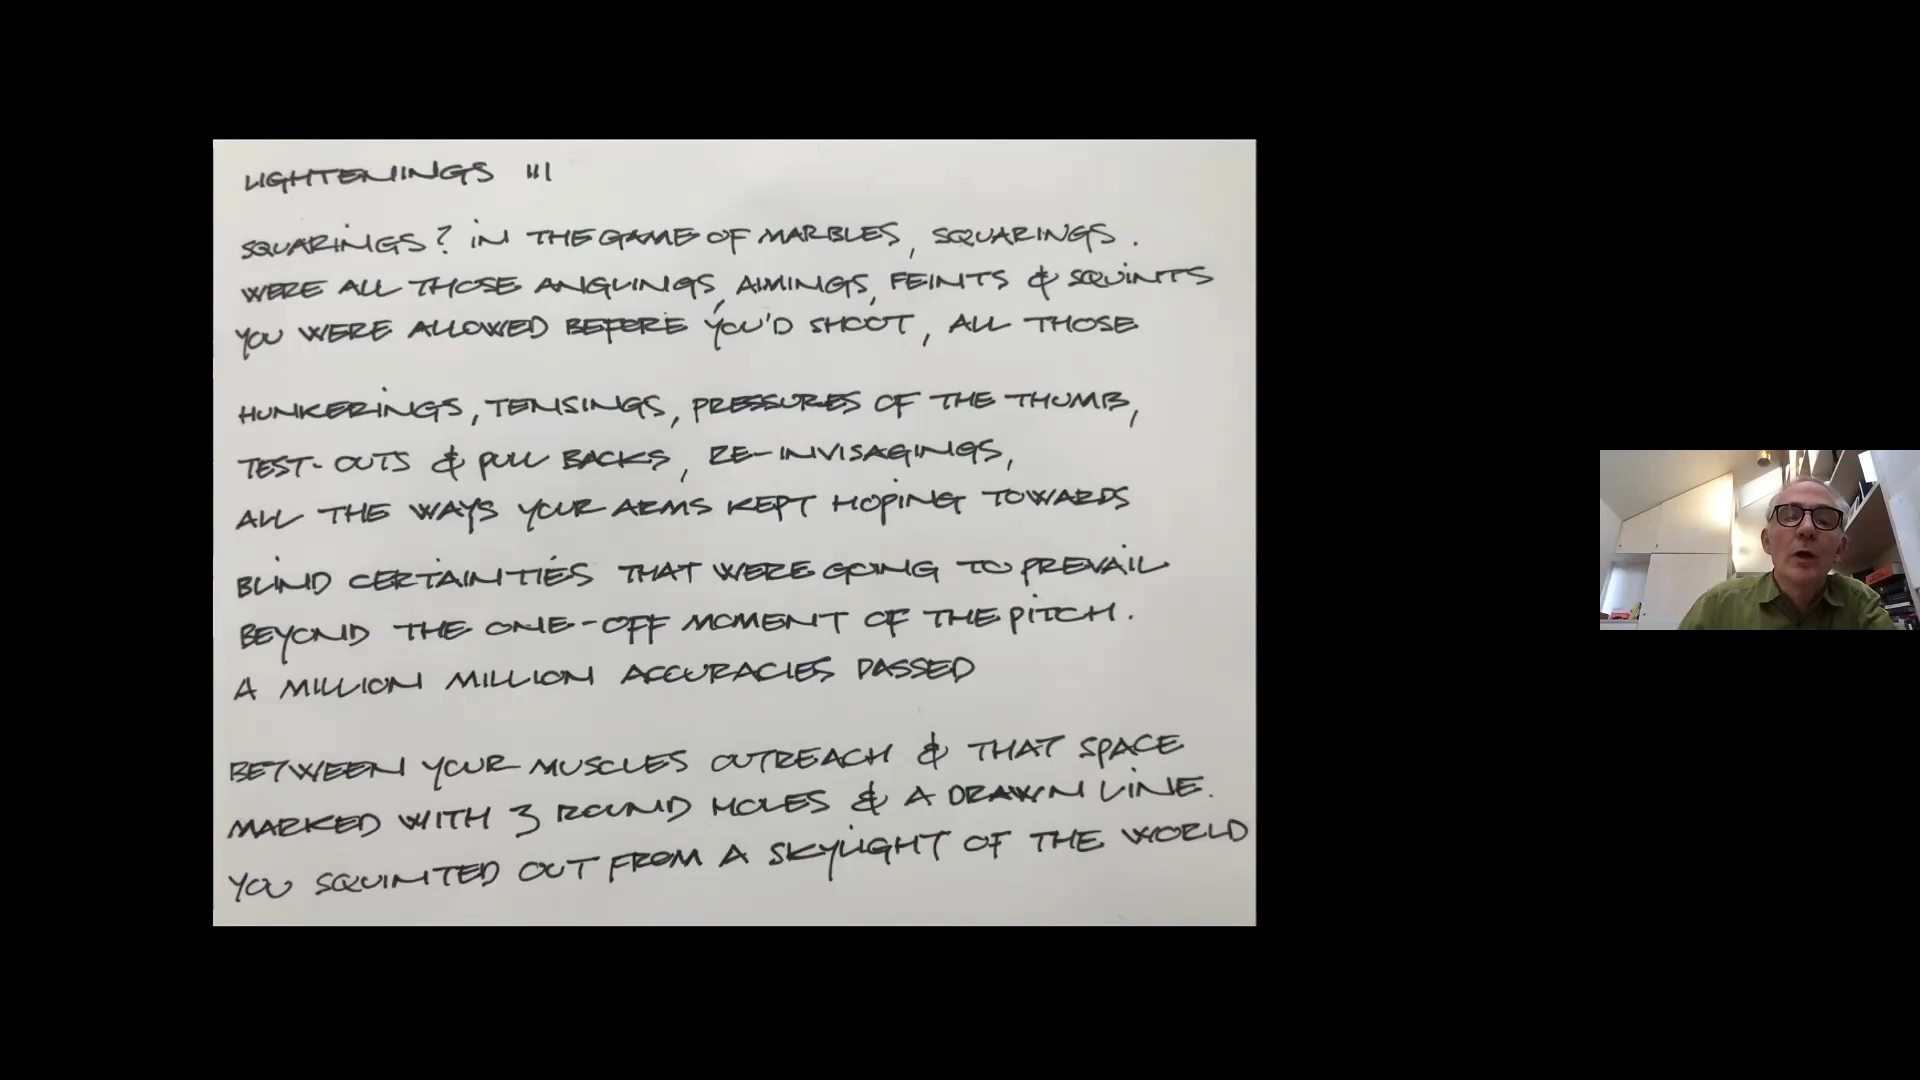 LIGHTENINGS III
SQUARINGS? IN THE GAME OF MARBLES, SQUARINGS.
WERE ALL THOSE ANGLINGS, AIMINGS, FEINTS & SQUINTS
YOU WERE ALLOWED BEFORE YOU'D SHOOT, ALL THOSE
HUNKERINGS, TENSINGS, PRESSURES OF THE THUMB,
TEST-OUTS & PULL BACKS, RE-INVISAGINGS,
ALL THE WAYS YOUR ARMS KEPT HOPING TOWARDS
BLIND CERTAINTIES THAT WERE GOING TO PREVAIL
BEYOND THE ONE-OFF MOMENT OF THE PITCH.
A MILLION MILLION ACCURACIES PASSED
BETWEEN YOUR MUSCLES OUTREACH & THAT SPACE
MARKED WITH 3 ROUND HOLES & A DRAWN LINE.
YOU SQUINTED OUT FROM A SKYLIGHT OF THE WORLD